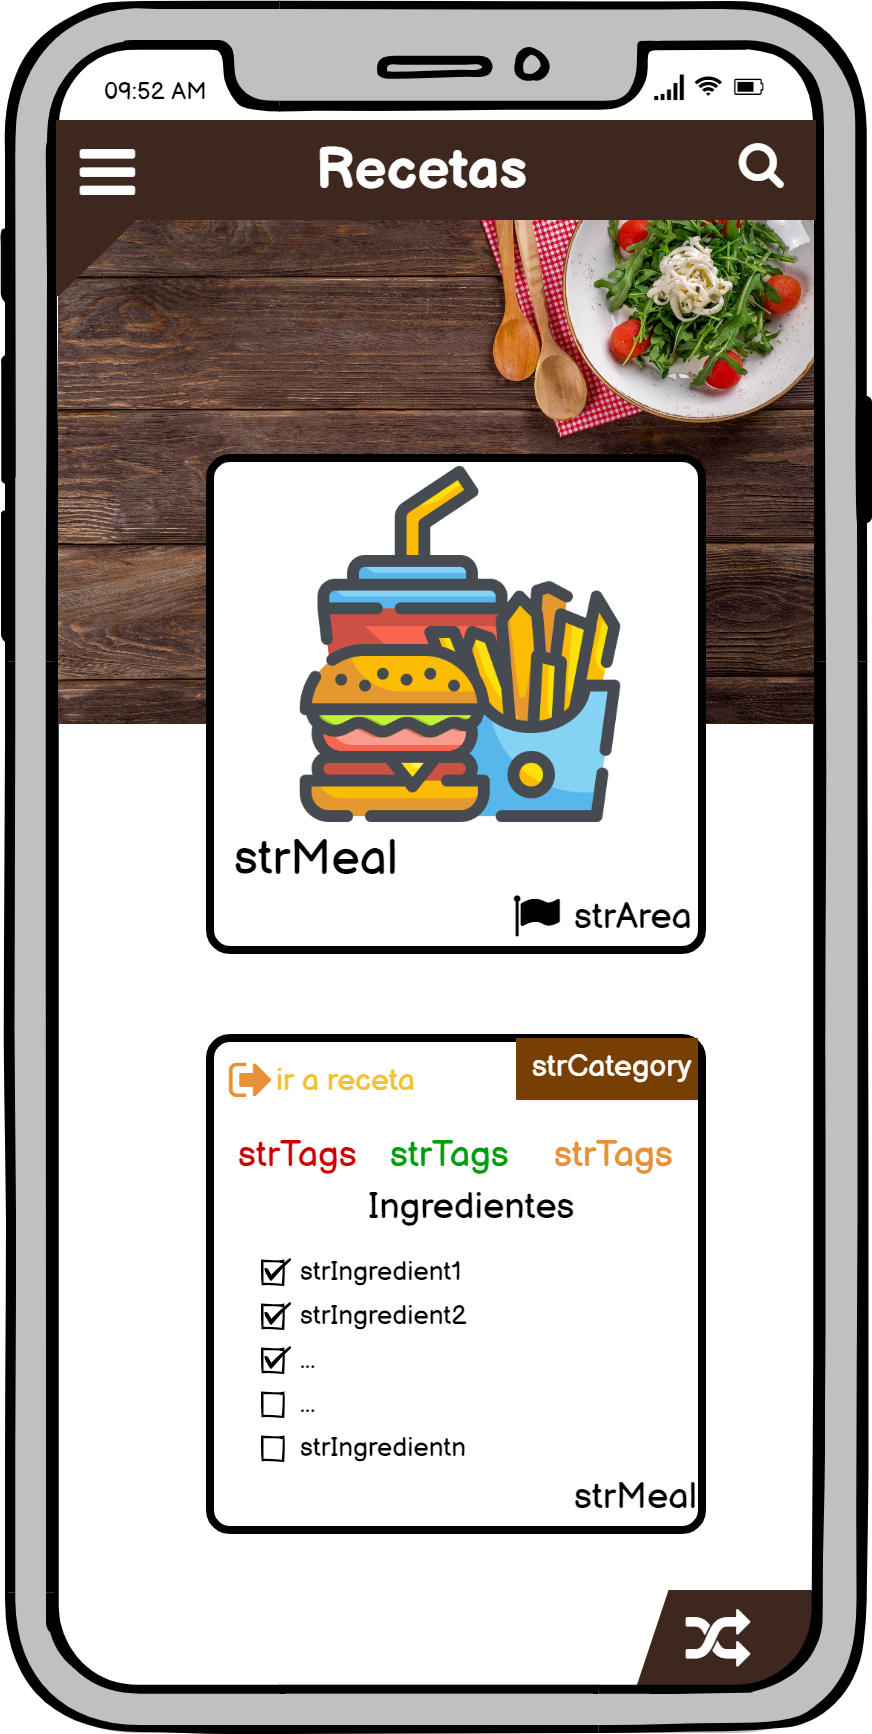 09:52 AM
Recetas
strMeal
strArea
ir a receta
strCategory
strTags strTags strTags
Ingredientes
strIngredient1
strIngredient2
...
...
strIngredientn
strMeal